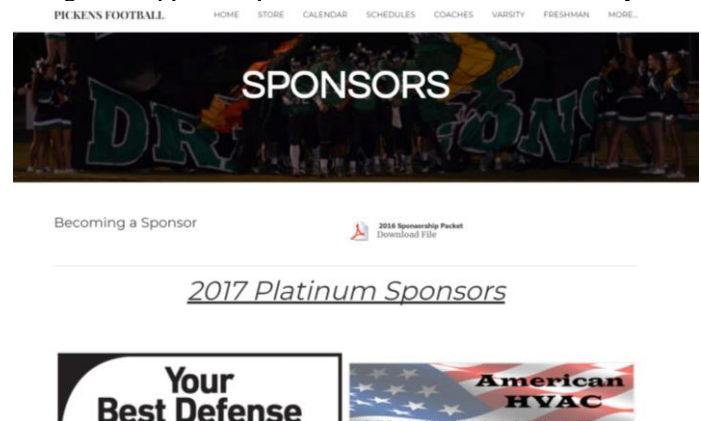 PICKENS FOOTBALL
HOME STORE CALENDAR SCHEDULES COACHES VARSITY FRESHMAN MORE...
SPONSORS
Becoming a Sponsor
2016 Sponsorship Packet
Download File
2017 Platinum Sponsors
Your
Best Defense
American
HVAC